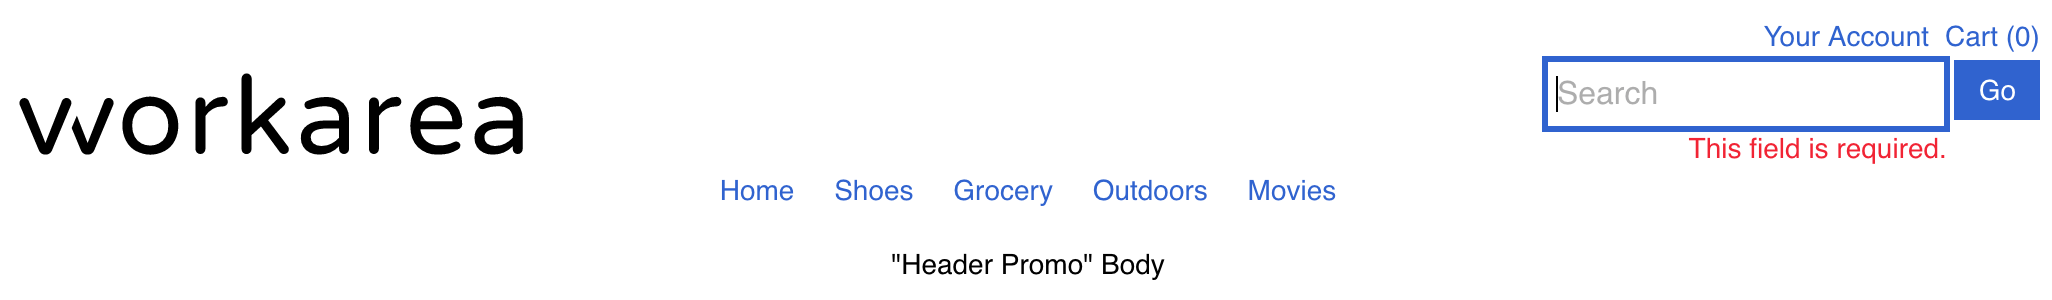 Your Account Cart (0)
workarea
Search Go
This field is required.
Home Shoes Grocery Outdoors Movies
"Header Promo" Body